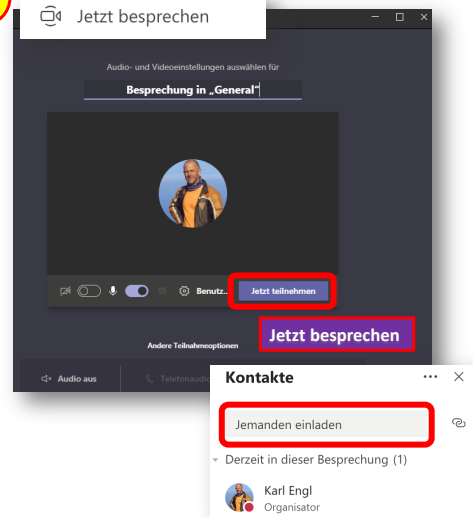 Jetzt besprechen
Audio- und Videoeinstellungen auswählen für
Besprechung in „General“
Benutz...
Jetzt teilnehmen
Jetzt besprechen
Andere Teilnahmeoptionen
Audio aus
Telefonaudio
Kontakte
Jemanden einladen
Derzeit in dieser Besprechung (1)
Karl Engl
Organisator